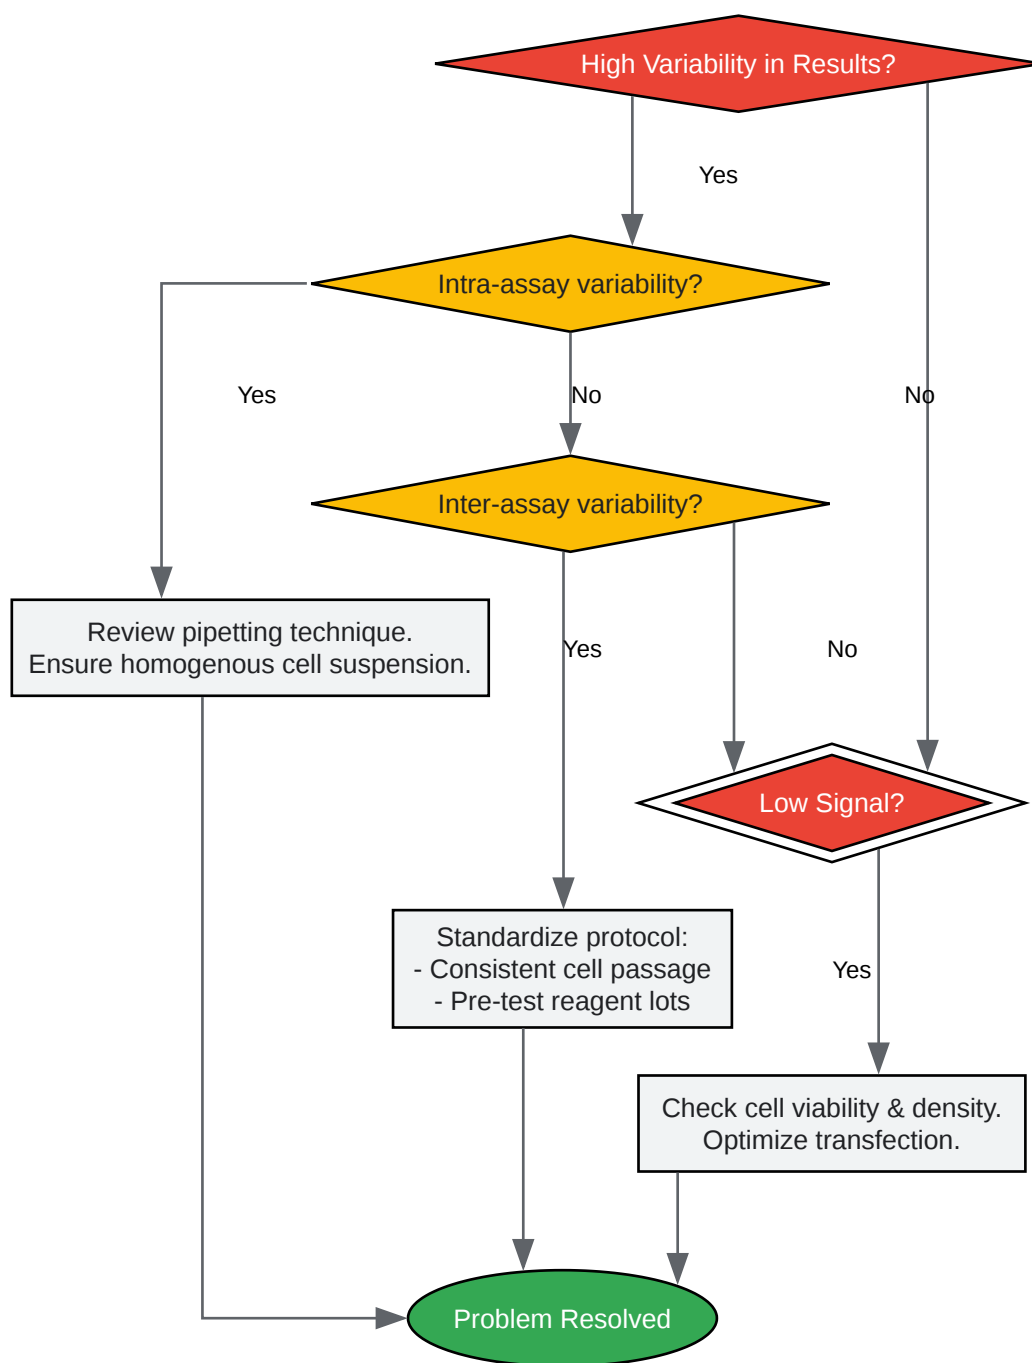 High Variability in Results?
Yes
Intra-assay variability?
Yes
No
No
Inter-assay variability?
Review pipetting technique.
Ensure homogenous cell suspension.
Yes
No
Low Signal?
Standardize protocol:
- Consistent cell passage
- Pre-test reagent lots
Yes
Check cell viability & density.
Optimize transfection.
Problem Resolved